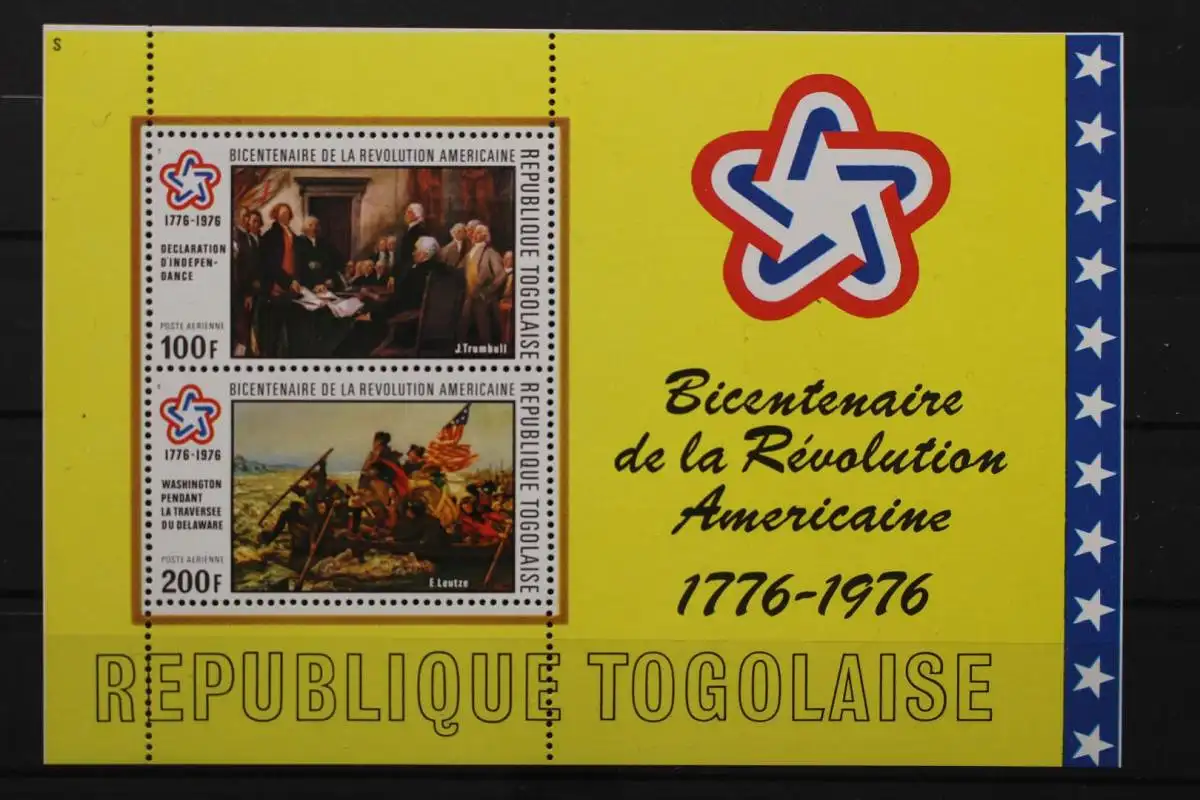 S
BICENTENAIRE DE LA REVOLUTION AMERICAINE
REPUBLIQUE TOGOLAISE
1776-1976
DECLARATION
D'INDEPEN-
DANCE
POSTE AERIENNE
100F
J. Trumbull
BICENTENAIRE DE LA REVOLUTION AMERICAINE
REPUBLIQUE TOGOLAISE
1776-1976
WASHINGTON
PENDANT
LA TRAVERSEE
DU DELAWARE
POSTE AERIENNE
200F
E. Leutze
Bicentenaire
de la Révolution
Americaine
1776-1976
REPUBLIQUE TOGOLAISE